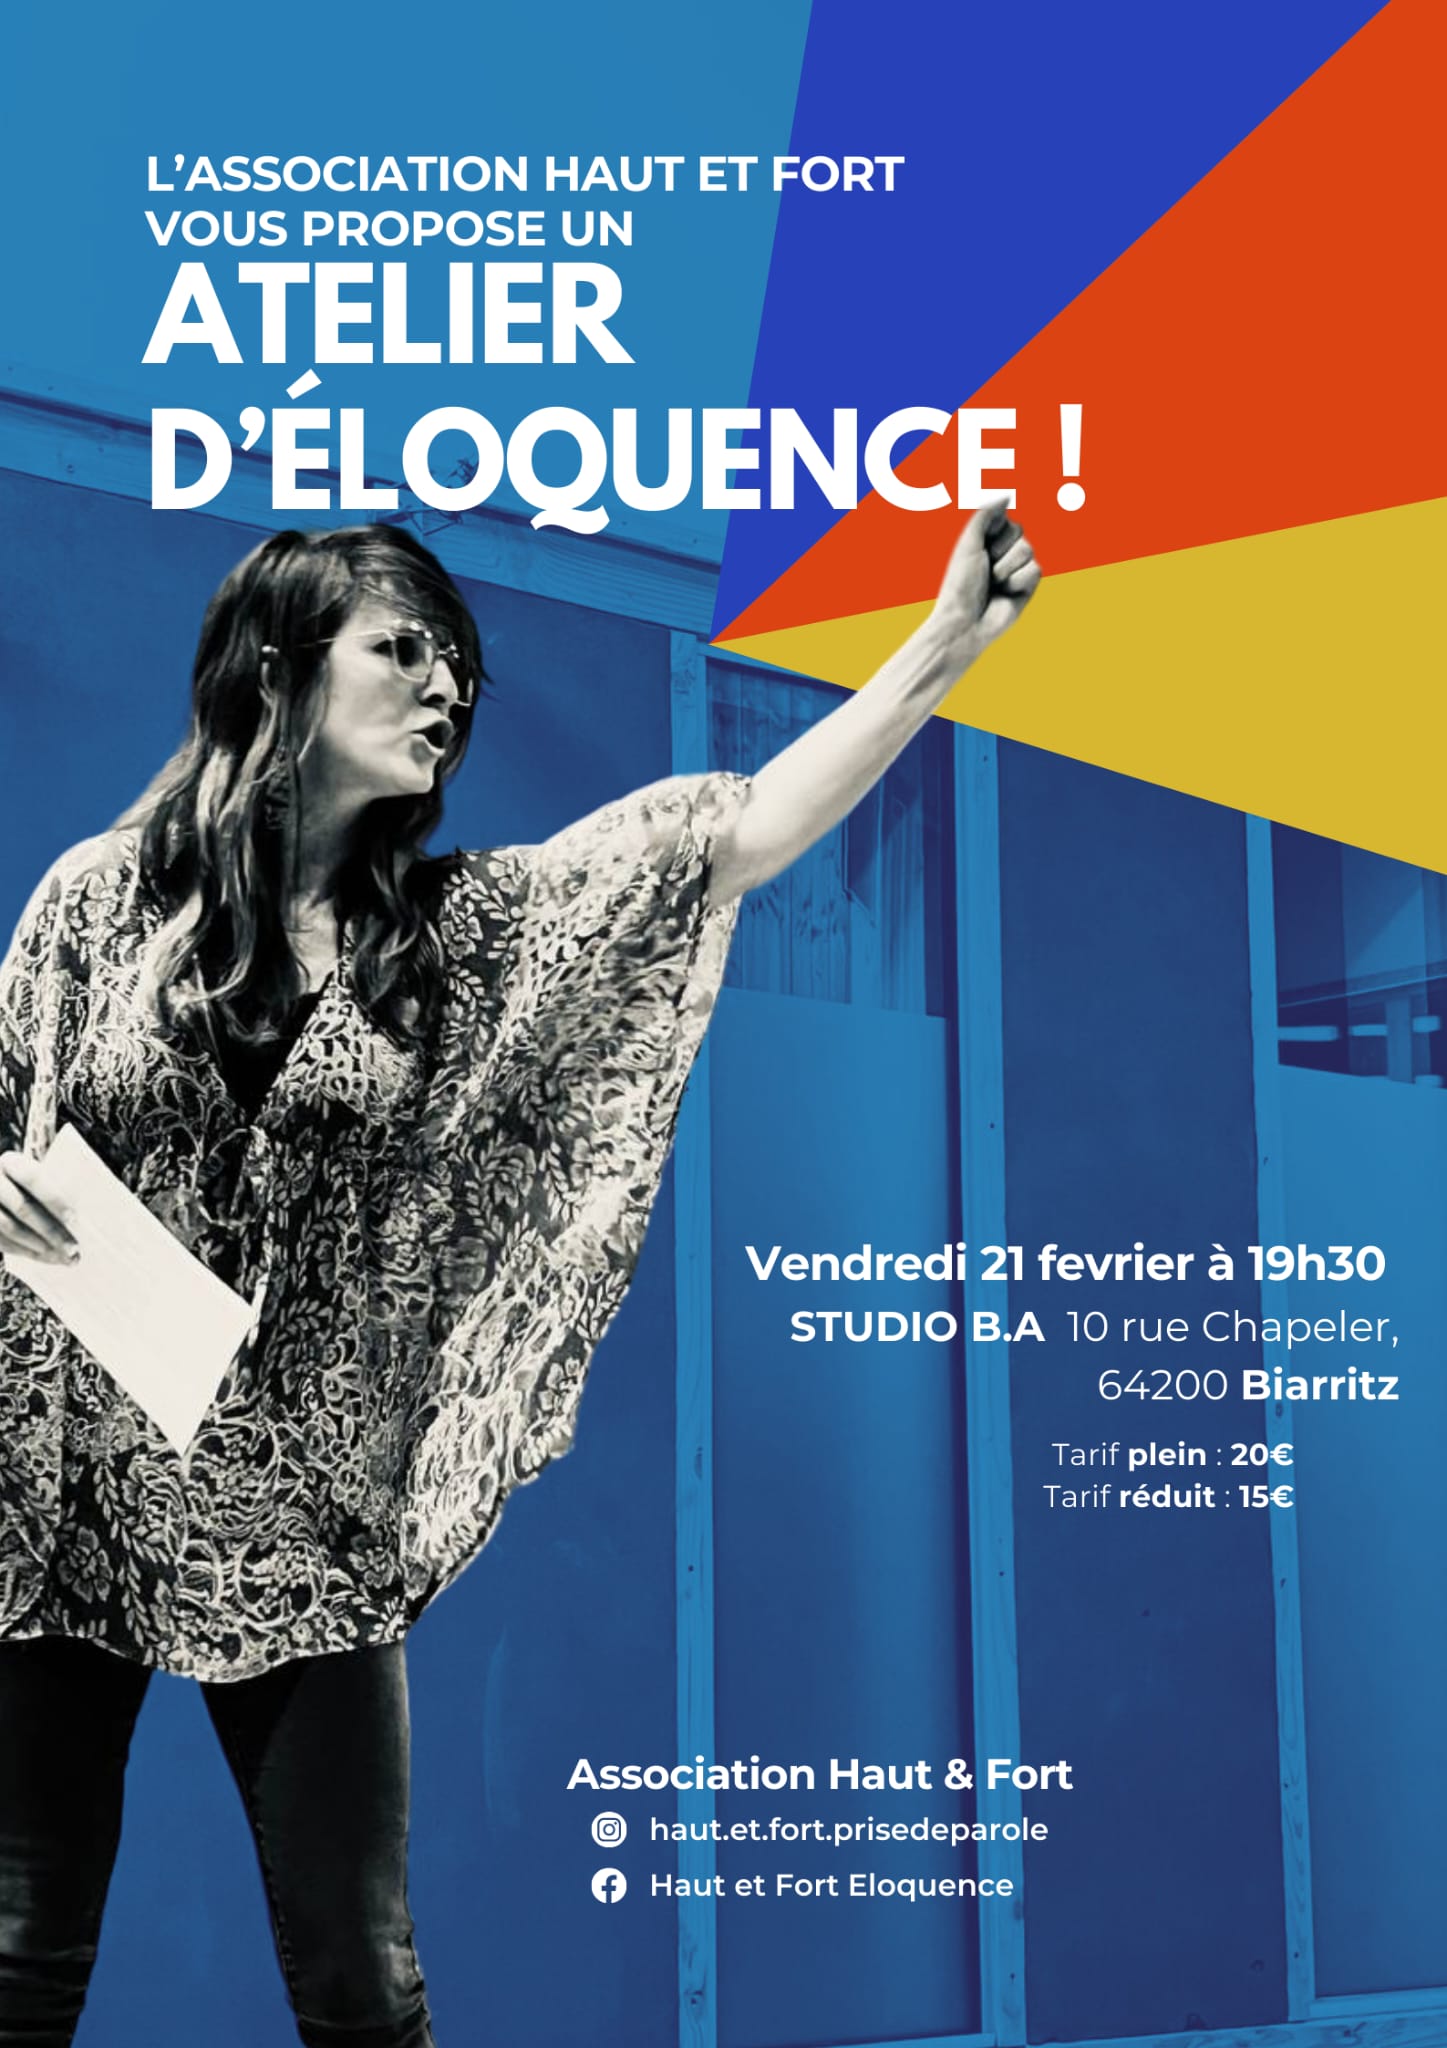 L’ASSOCIATION HAUT ET FORT
VOUS PROPOSE UN
ATELIER
D’ÉLOQUENCE !
Vendredi 21 fevrier à 19h30
STUDIO B.A 10 rue Chapeler,
64200 Biarritz
Tarif plein : 20€
Tarif réduit : 15€
Association Haut & Fort
haut.et.fort.prisedeparole
Haut et Fort Eloquence